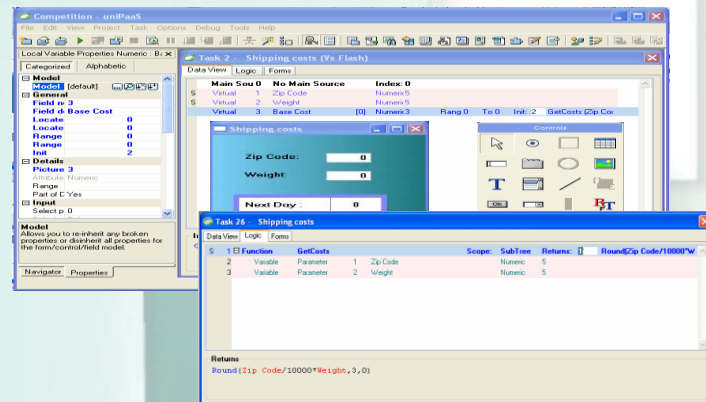 Competition - uniPaaS
File Edit View Project Task Options Debug Tools Help
Local Variable Properties Numeric : Ba
Categorized Alphabetic
Model
Model [default]
General
Field n 3
Field d Base Cost
Locate 0
Locate 0
Range 0
Range 0
Init 2
Details
Picture 3
Attribute Numeric
Range
Part of D Yes
Input
Select p 0
Model
Allows you to re-inherit any broken
properties or disinherit all properties for
the form/control/field model.
Navigator Properties
Task 2 - Shipping costs (Vs Flash)
Data View Logic Forms
Main Sou 0 No Main Source Index: 0
S Virtual 1 Zip Code Numeric 5
S Virtual 2 Weight Numeric 5
Virtual 3 Base Cost [0] Numeric 3 Rang 0 To 0 Init: 2 GetCosts (Zip Coc
Shipping costs
Zip Code: 0
Weight: 0
Next Day : 0
Controls
Task 26 - Shipping costs
Data View Logic Forms
S 1 Function GetCosts Scope: SubTree Returns: Round(Zip Code/10000*W
2 Variable Parameter 1 Zip Code Numeric 5
3 Variable Parameter 2 Weight Numeric 5
Returns
Round(Zip Code/10000*Weight,3,0)